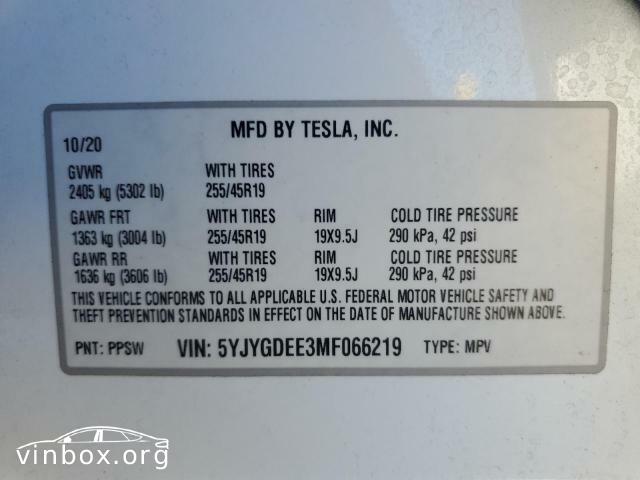 MFD BY TESLA, INC.
10/20
GVWR WITH TIRES
2405 kg (5302 lb) 255/45R19
GAWR FRT WITH TIRES RIM COLD TIRE PRESSURE
1363 kg (3004 lb) 255/45R19 19X9.5J 290 kPa, 42 psi
GAWR RR WITH TIRES RIM COLD TIRE PRESSURE
1636 kg (3606 lb) 255/45R19 19X9.5J 290 kPa, 42 psi
THIS VEHICLE CONFORMS TO ALL APPLICABLE U.S. FEDERAL MOTOR VEHICLE SAFETY AND
THEFT PREVENTION STANDARDS IN EFFECT ON THE DATE OF MANUFACTURE SHOWN ABOVE.
PNT: PPSW VIN: 5YJYGDEE3MF066219 TYPE: MPV
vinbox.org